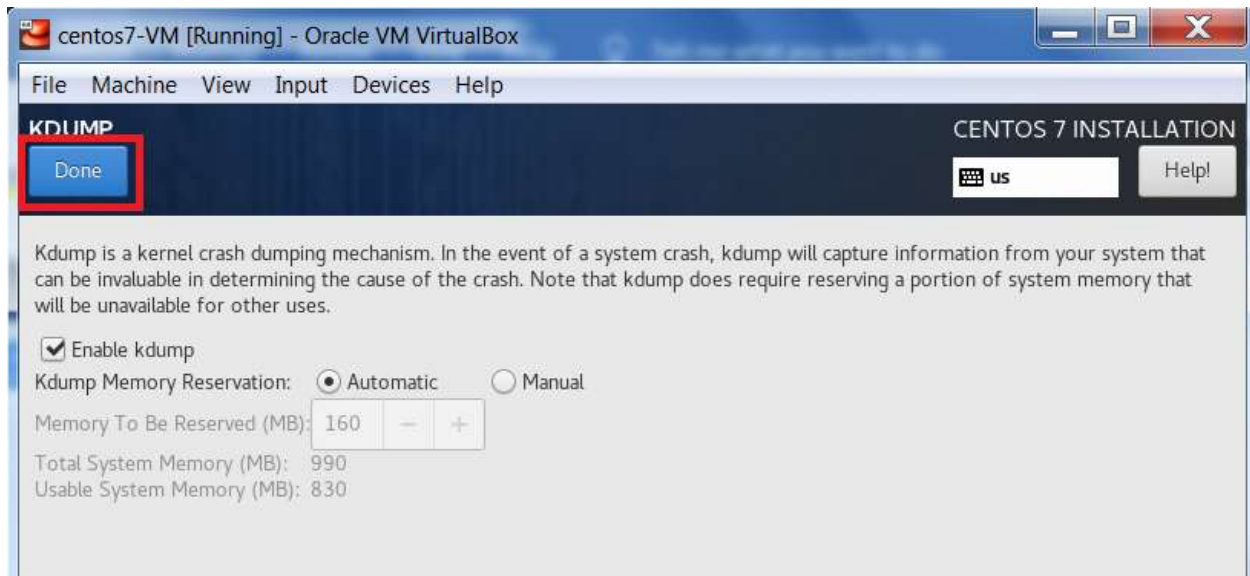 centos7-VM [Running] - Oracle VM VirtualBox
File Machine View Input Devices Help
KDUMP
CENTOS 7 INSTALLATION
Done
us
Help!
Kdump is a kernel crash dumping mechanism. In the event of a system crash, kdump will capture information from your system that
can be invaluable in determining the cause of the crash. Note that kdump does require reserving a portion of system memory that
will be unavailable for other uses.
Enable kdump
Kdump Memory Reservation: Automatic Manual
Memory To Be Reserved (MB): 160 - +
Total System Memory (MB): 990
Usable System Memory (MB): 830